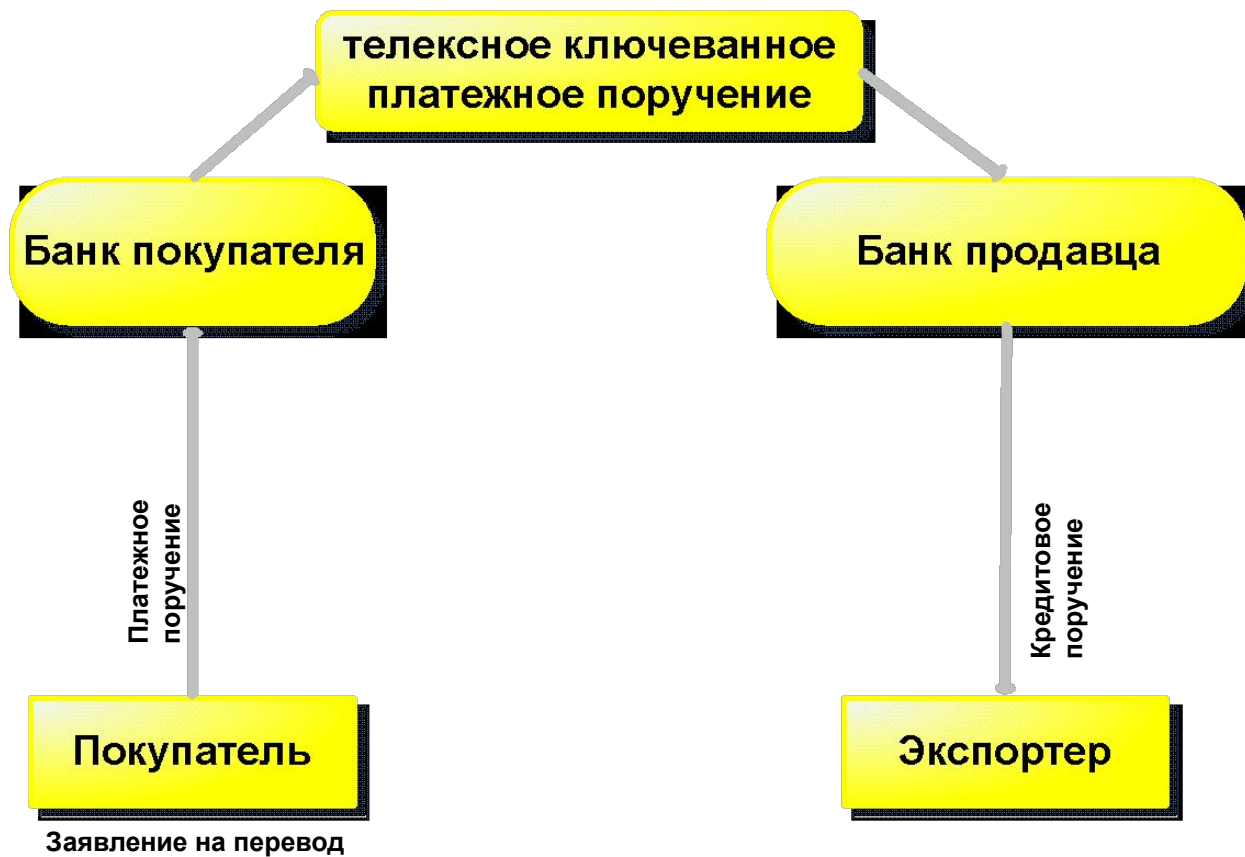 телексное ключеванное
платежное поручение
Банк покупателя
Банк продавца
Платежное
поручение
Кредитовое
поручение
Покупатель
Экспортер
Заявление на перевод